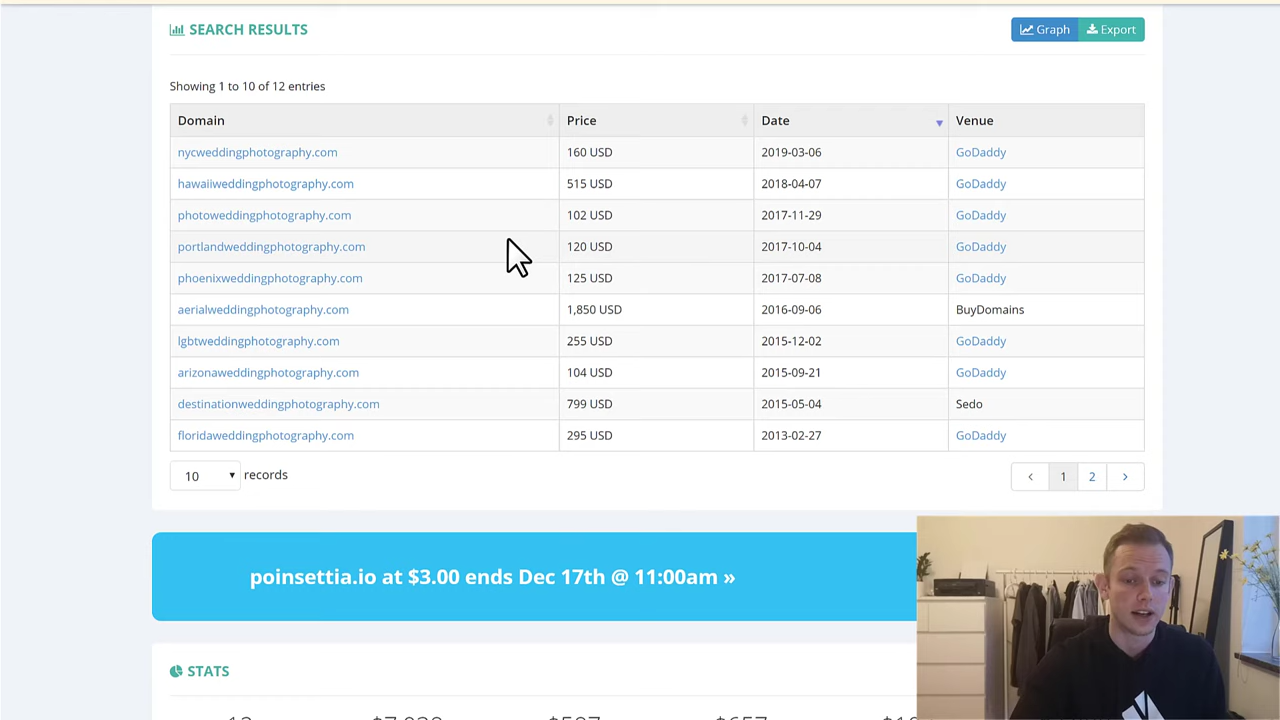 SEARCH RESULTS
Graph
Export
Showing 1 to 10 of 12 entries
Domain Price Date Venue
nycweddingphotography.com 160 USD 2019-03-06 GoDaddy
hawaiiweddingphotography.com 515 USD 2018-04-07 GoDaddy
photoweddingphotography.com 102 USD 2017-11-29 GoDaddy
portlandweddingphotography.com 120 USD 2017-10-04 GoDaddy
phoenixweddingphotography.com 125 USD 2017-07-08 GoDaddy
aerialweddingphotography.com 1,850 USD 2016-09-06 BuyDomains
lgbtweddingphotography.com 255 USD 2015-12-02 GoDaddy
arizonaweddingphotography.com 104 USD 2015-09-21 GoDaddy
destinationweddingphotography.com 799 USD 2015-05-04 Sedo
floridaweddingphotography.com 295 USD 2013-02-27 GoDaddy
10 records
‹ 1 2 ›
poinsettia.io at $3.00 ends Dec 17th @ 11:00am »
STATS